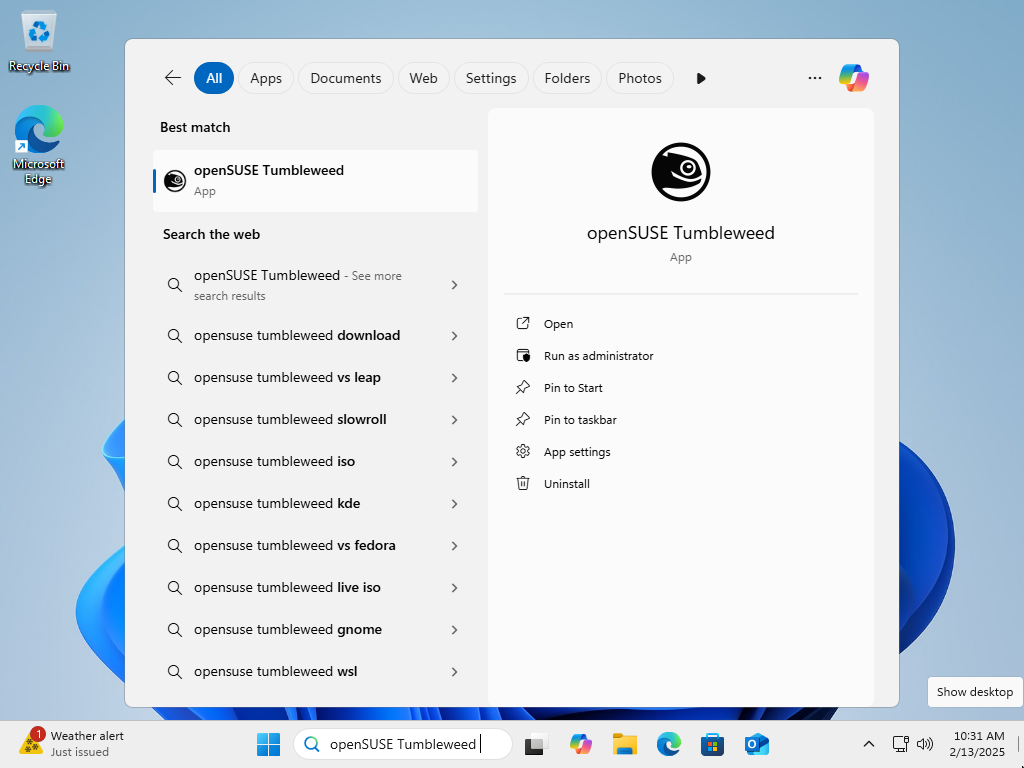 Recycle Bin
Microsoft
Edge
All
Apps
Documents
Web
Settings
Folders
Photos
Best match
openSUSE Tumbleweed
App
Search the web
openSUSE Tumbleweed - See more
search results
opensuse tumbleweed download
opensuse tumbleweed vs leap
opensuse tumbleweed slowroll
opensuse tumbleweed iso
opensuse tumbleweed kde
opensuse tumbleweed vs fedora
opensuse tumbleweed live iso
opensuse tumbleweed gnome
opensuse tumbleweed wsl
openSUSE Tumbleweed
App
Open
Run as administrator
Pin to Start
Pin to taskbar
App settings
Uninstall
Show desktop
1
Weather alert
Just issued
openSUSE Tumbleweed
10:31 AM
2/13/2025